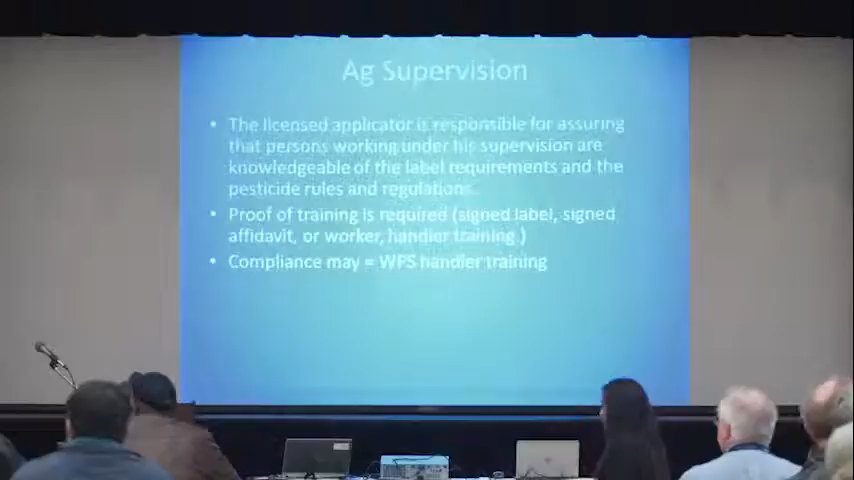 Ag Supervision
• The licensed applicator is responsible for assuring
that persons working under his supervision are
knowledgeable of the label requirements and the
pesticide rules and regulations.
• Proof of training is required (signed label, signed
affidavit, or worker, handler training.)
• Compliance may = WPS handler training